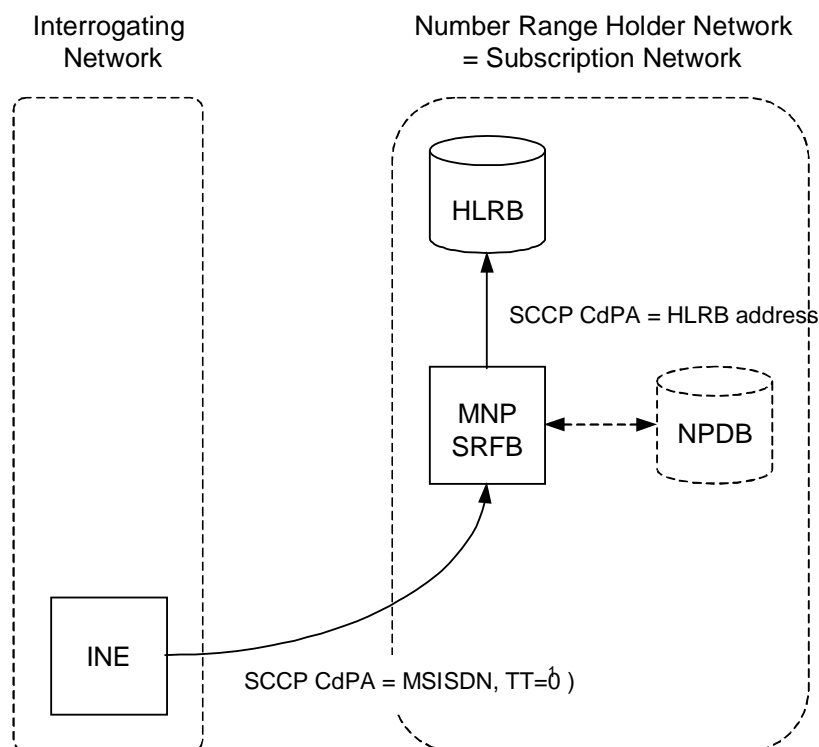 Interrogating
Network
Number Range Holder Network
= Subscription Network
HLRB
SCCP CdPA = HLRB address
MNP
SRFB
NPDB
INE
SCCP CdPA = MSISDN, TT=0 1)